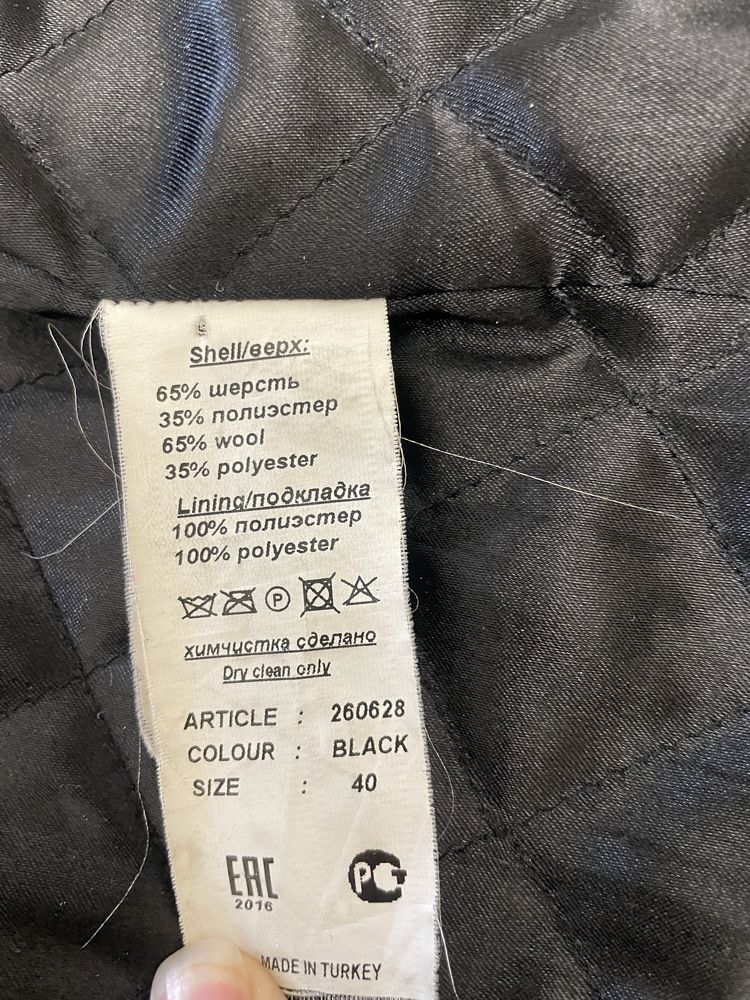 Shell/верх:
65% шерсть
35% полиэстер
65% wool
35% polyester
Lining/подкладка
100% полиэстер
100% polyester
P
химчистка сделано
Dry clean only
ARTICLE : 260628
COLOUR : BLACK
SIZE : 40
EAC
2016
РСТ
MADE IN TURKEY